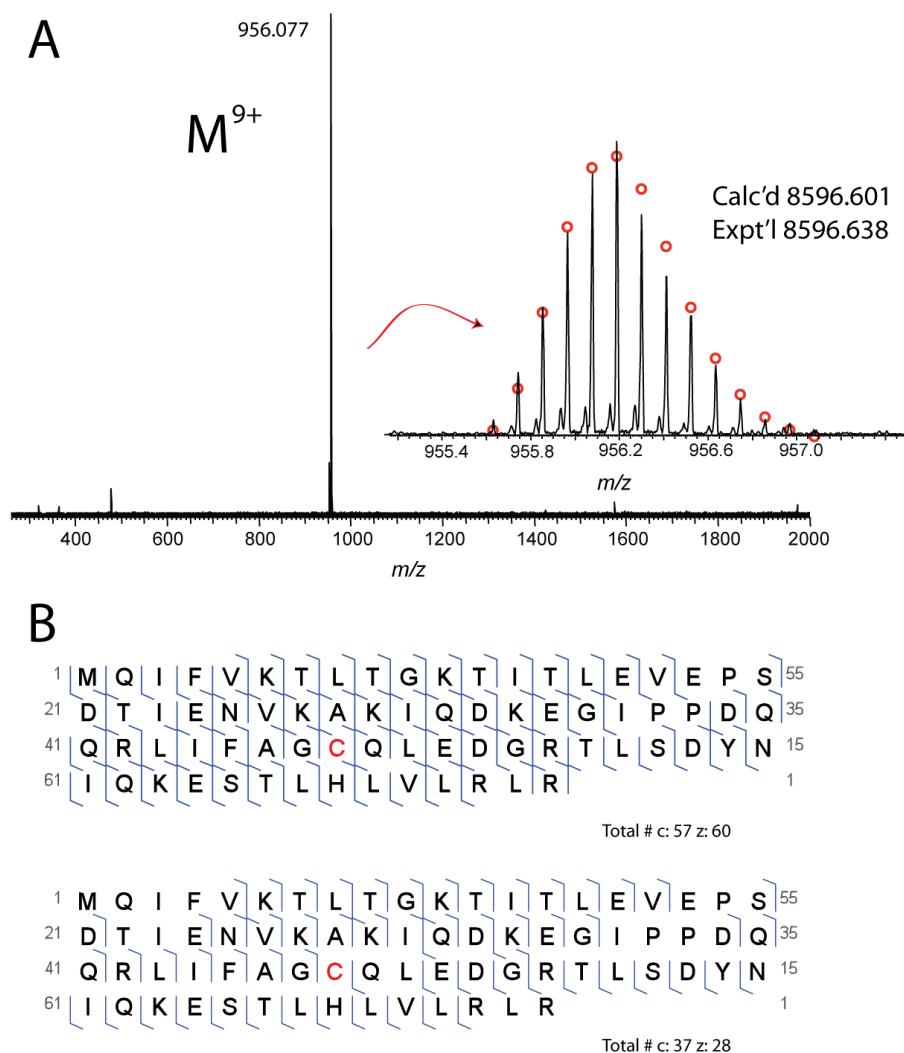 A
956.077
M9+
Calc'd 8596.601
Expt'l 8596.638
955.4 955.8 956.2 956.6 957.0
m/z
400 600 800 1000 1200 1400 1600 1800 2000
m/z
B
1 M Q I F V K T L T G K T I T L E V E P S 55
21 D T I E N V K A K I Q D K E G I P P D Q 35
41 Q R L I F A G C Q L E D G R T L S D Y N 15
61 I Q K E S T L H L V L R L R 1
Total # c: 57 z: 60
1 M Q I F V K T L T G K T I T L E V E P S 55
21 D T I E N V K A K I Q D K E G I P P D Q 35
41 Q R L I F A G C Q L E D G R T L S D Y N 15
61 I Q K E S T L H L V L R L R 1
Total # c: 37 z: 28